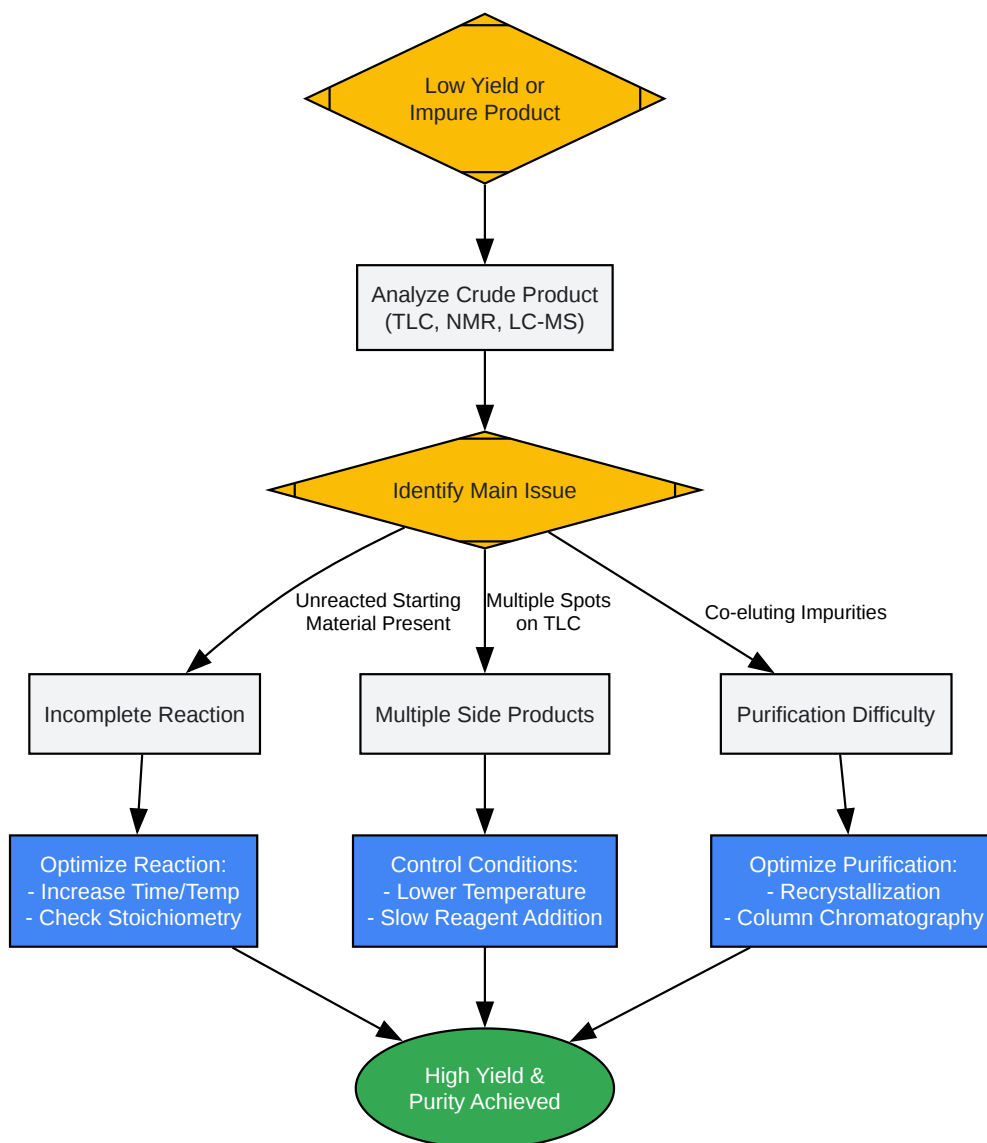 Low Yield or
Impure Product
Analyze Crude Product
(TLC, NMR, LC-MS)
Identify Main Issue
Unreacted Starting
Material Present
Multiple Spots
on TLC
Co-eluting Impurities
Incomplete Reaction
Multiple Side Products
Purification Difficulty
Optimize Reaction:
- Increase Time/Temp
- Check Stoichiometry
Control Conditions:
- Lower Temperature
- Slow Reagent Addition
Optimize Purification:
- Recrystallization
- Column Chromatography
High Yield &
Purity Achieved